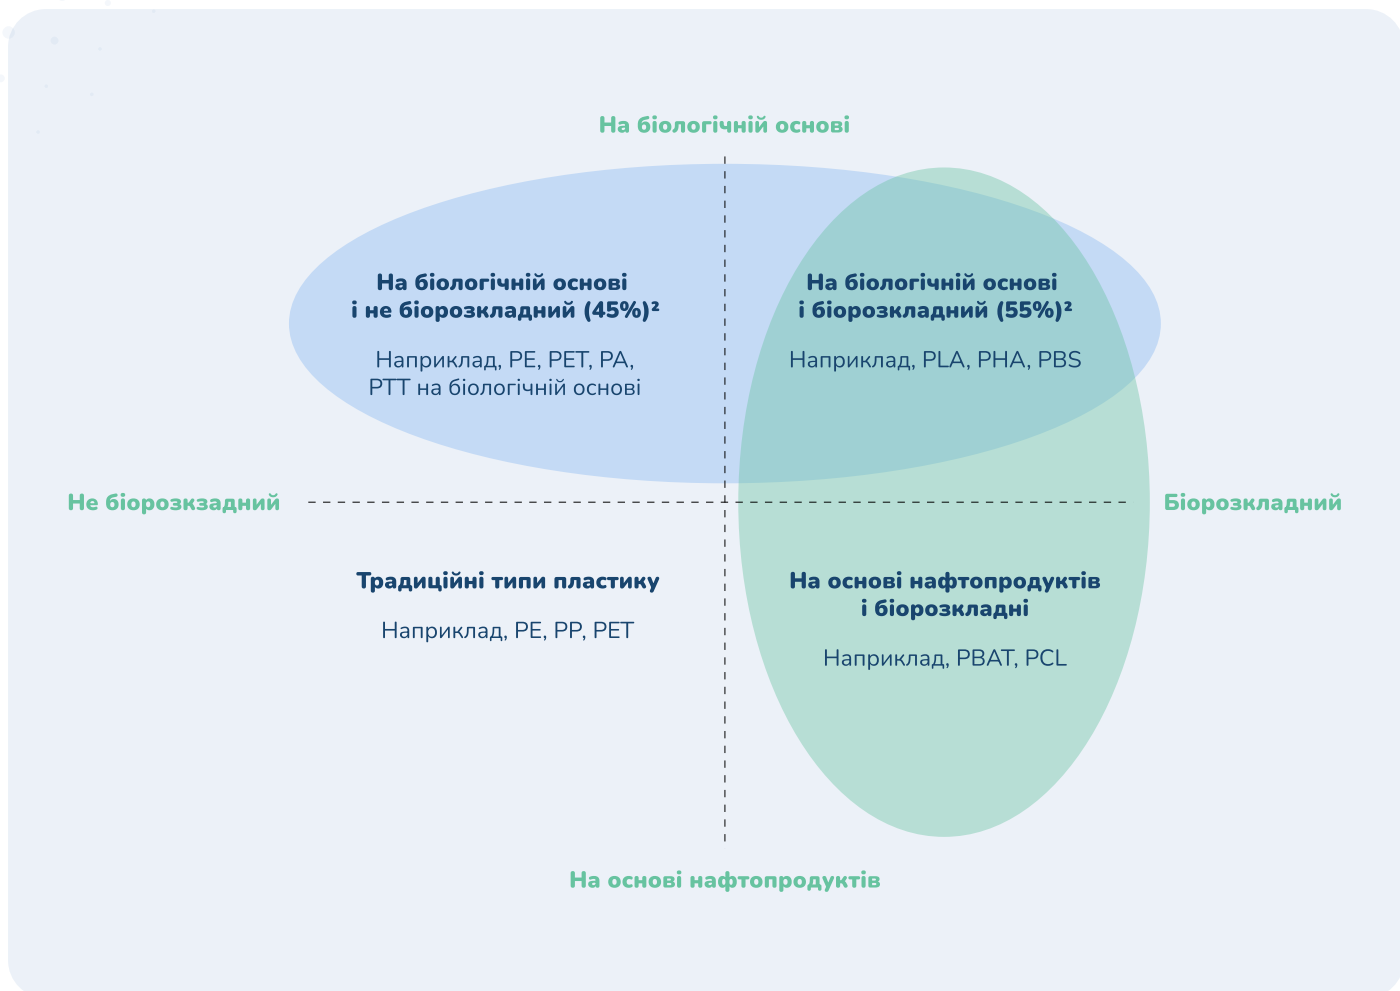 На біологічній основі
На біологічній основі
і не біорозкладний (45%)²
Наприклад, PE, PET, PA,
PTT на біологічній основі
На біологічній основі
і біорозкладний (55%)²
Наприклад, PLA, PHA, PBS
Не біорозкзадний
Біорозкладний
Традиційні типи пластику
Наприклад, PE, PP, PET
На основі нафтопродуктів
і біорозкладні
Наприклад, PBAT, PCL
На основі нафтопродуктів